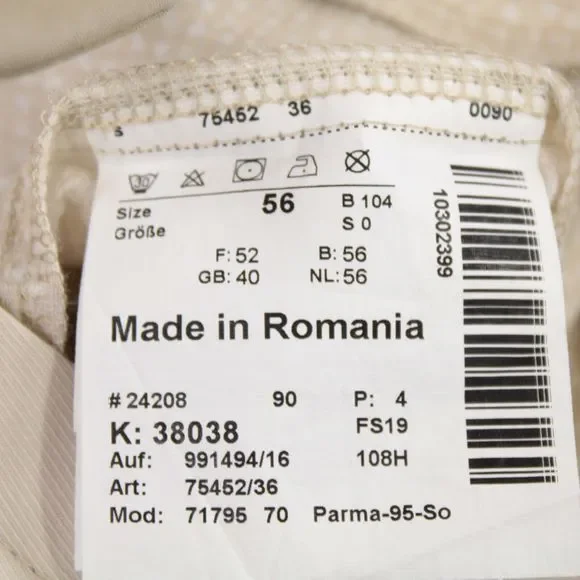 s 75452 36 0090
30
Size 56 B 104
Größe S 0
F: 52 B: 56
GB: 40 NL: 56
10302399
Made in Romania
# 24208 90 P: 4
K: 38038 FS19
Auf: 991494/16 108H
Art: 75452/36
Mod: 71795 70 Parma-95-So